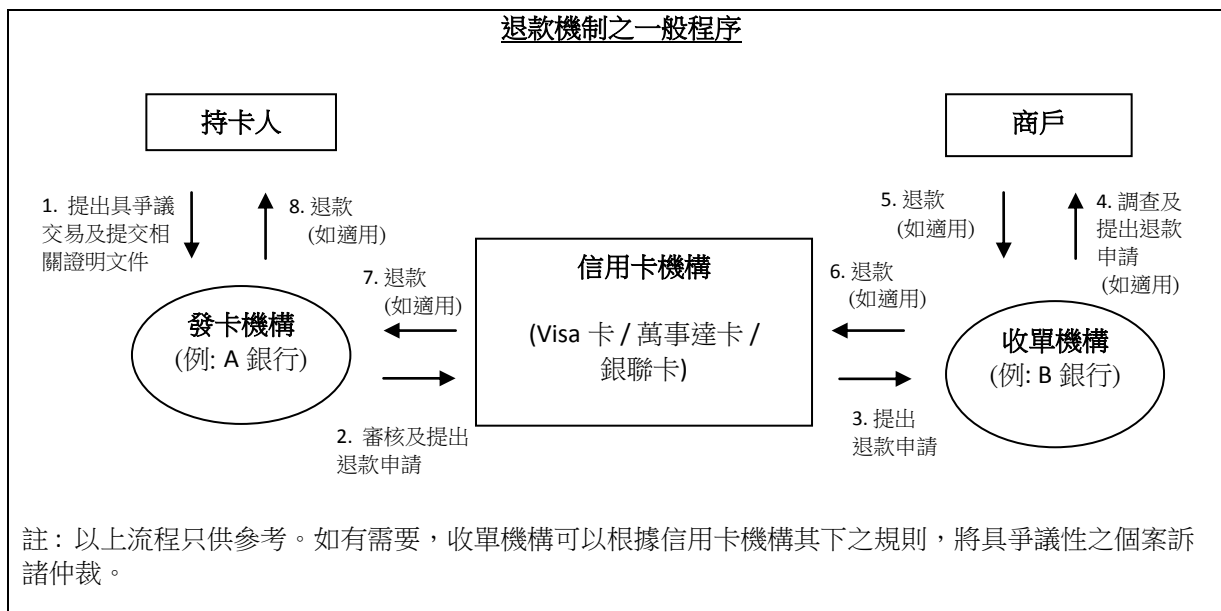 退款機制之一般程序
持卡人
商戶
1. 提出具爭議
交易及提交相
關證明文件
8. 退款
(如適用)
5. 退款
(如適用)
4. 調查及
提出退款
申請
(如適用)
信用卡機構
(Visa 卡 / 萬事達卡 /
銀聯卡)
7. 退款
(如適用)
6. 退款
(如適用)
發卡機構
(例: A 銀行)
收單機構
(例: B 銀行)
2. 審核及提出
退款申請
3. 提出
退款申請
註 : 以上流程只供參考。如有需要，收單機構可以根據信用卡機構其下之規則，將具爭議性之個案訴
諸仲裁。